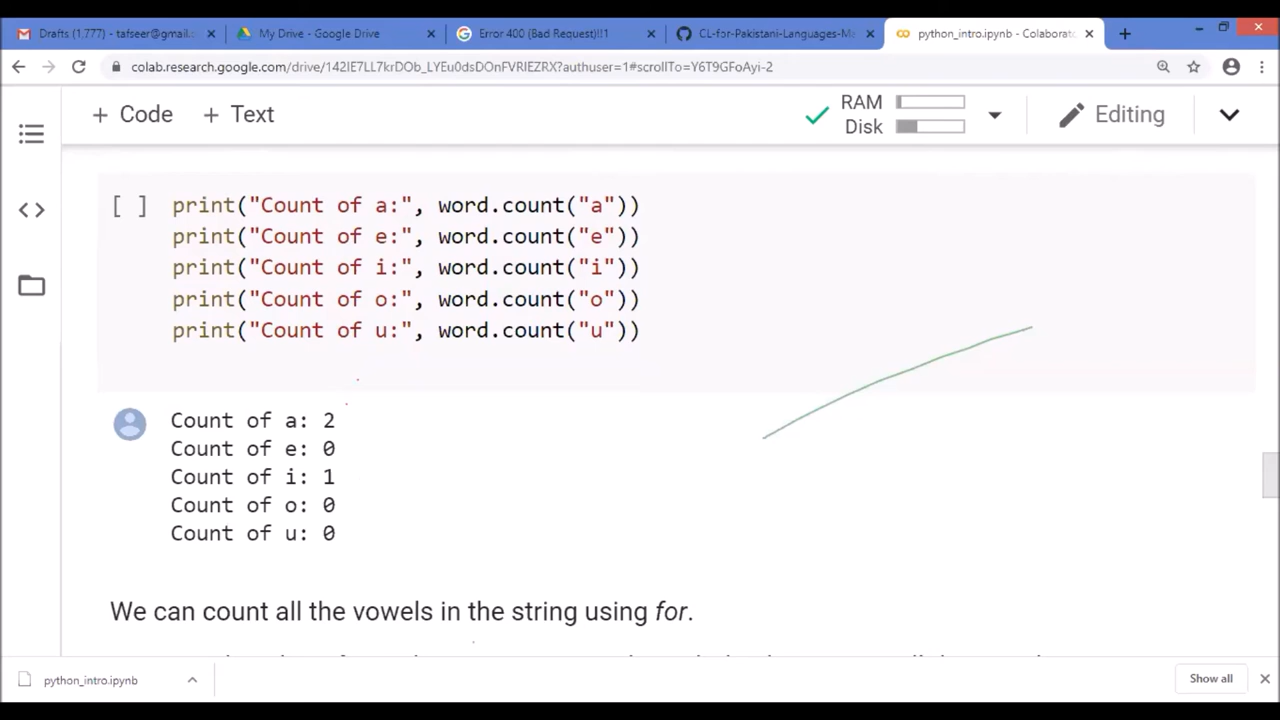 Drafts (1,777) - tafseer@gmail.c
My Drive - Google Drive
Error 400 (Bad Request)!!1
CL-for-Pakistani-Languages-Ma
python_intro.ipynb - Colaborato
colab.research.google.com/drive/142IE7LL7krDOb_LYEu0dsDOnFVRIEZRX?authuser=1#scrollTo=Y6T9GFoAyi-2
+ Code + Text
RAM
Disk
Editing
[ ] print("Count of a:", word.count("a"))
print("Count of e:", word.count("e"))
print("Count of i:", word.count("i"))
print("Count of o:", word.count("o"))
print("Count of u:", word.count("u"))
Count of a: 2
Count of e: 0
Count of i: 1
Count of o: 0
Count of u: 0
We can count all the vowels in the string using for.
python_intro.ipynb
Show all